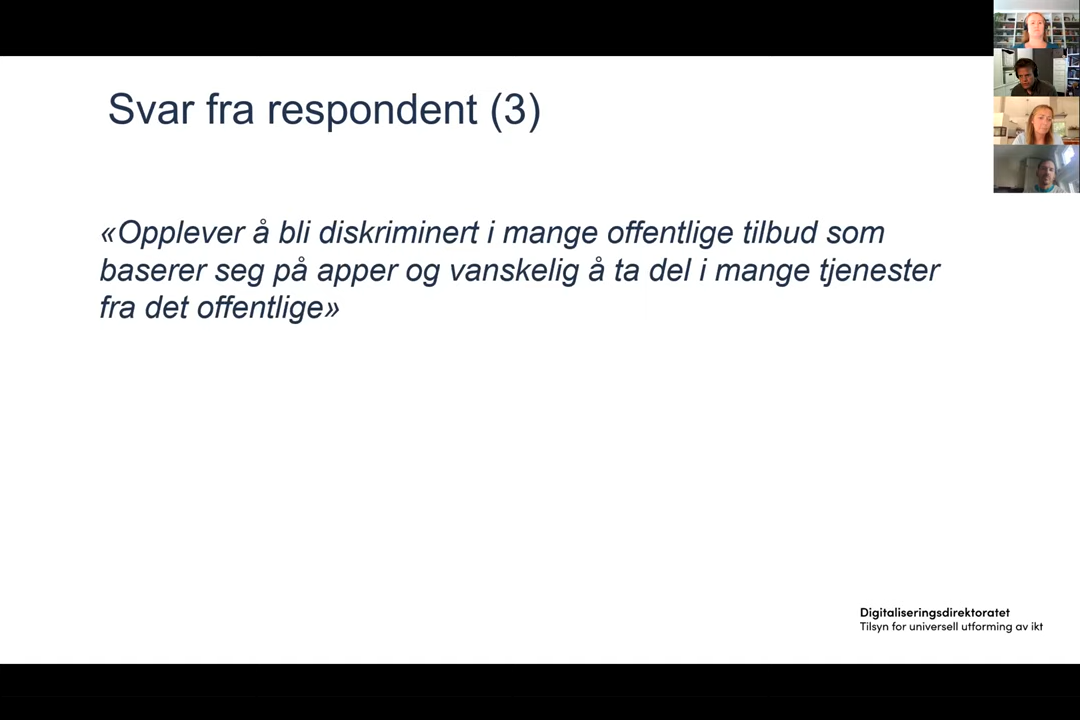 Svar fra respondent (3)
«Opplever å bli diskriminert i mange offentlige tilbud som
baserer seg på apper og vanskelig å ta del i mange tjenester
fra det offentlige»
Digitaliseringsdirektoratet
Tilsyn for universell utforming av ikt